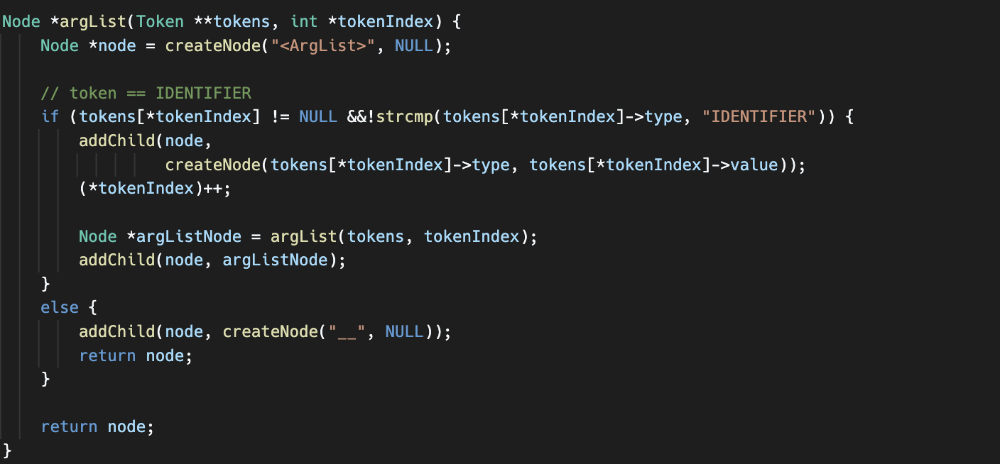 Node *argList(Token **tokens, int *tokenIndex) {
    Node *node = createNode("<ArgList>", NULL);

    // token == IDENTIFIER
    if (tokens[*tokenIndex] != NULL &&!strcmp(tokens[*tokenIndex]->type, "IDENTIFIER")) {
        addChild(node,
                 createNode(tokens[*tokenIndex]->type, tokens[*tokenIndex]->value));
        (*tokenIndex)++;

        Node *argListNode = argList(tokens, tokenIndex);
        addChild(node, argListNode);
    }
    else {
        addChild(node, createNode("__", NULL));
        return node;
    }

    return node;
}